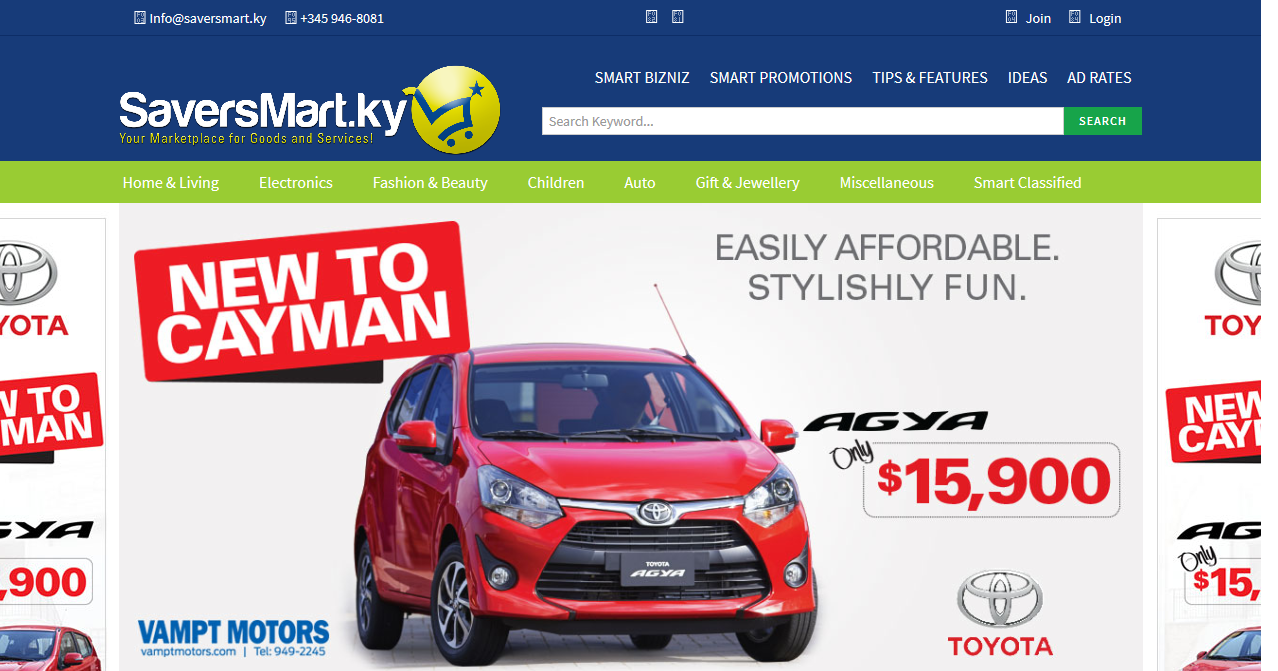 Info@saversmart.ky +345 946-8081 Join Login
SMART BIZNIZ SMART PROMOTIONS TIPS & FEATURES IDEAS AD RATES
SaversMart.ky
Your Marketplace for Goods and Services!
Search Keyword... SEARCH
Home & Living Electronics Fashion & Beauty Children Auto Gift & Jewellery Miscellaneous Smart Classified
NEW TO
CAYMAN
EASILY AFFORDABLE.
STYLISHLY FUN.
AGYA
Only
$15,900
TOYOTA
AGYA
VAMPT MOTORS
vamptmotors.com | Tel: 949-2245
TOYOTA
YOTA
W TO
MAN
GYA
,900
TOY
NEW
CAY
AG
Only
$15,